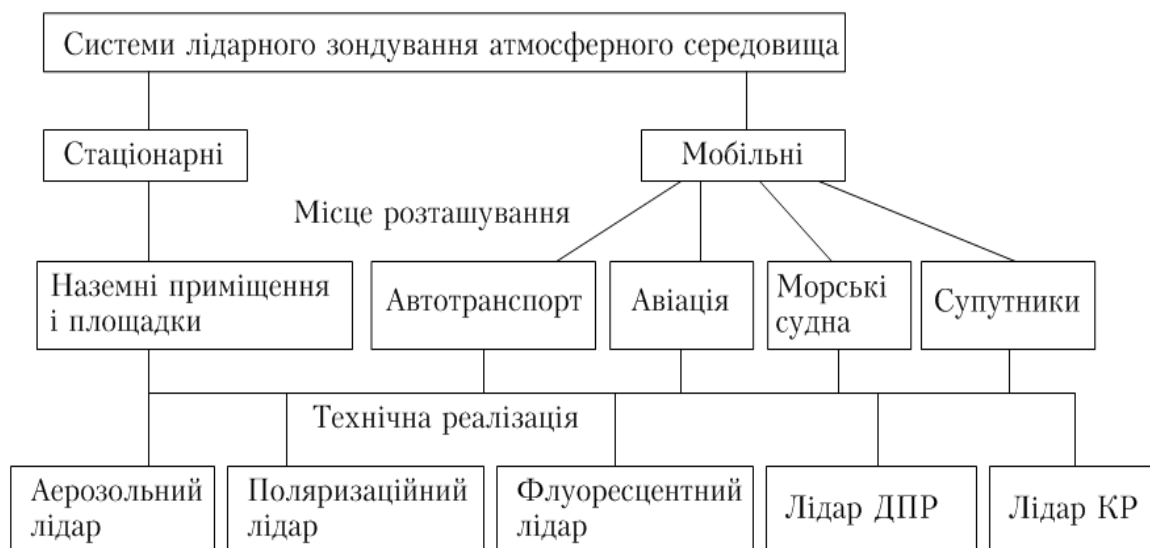 Системи лідарного зондування атмосферного середовища
Стаціонарні
Мобільні
Місце розташування
Наземні приміщення
і площадки
Автотранспорт
Авіація
Морські
судна
Супутники
Технічна реалізація
Аерозольний
лідар
Поляризаційний
лідар
Флуоресцентний
лідар
Лідар ДПР
Лідар КР